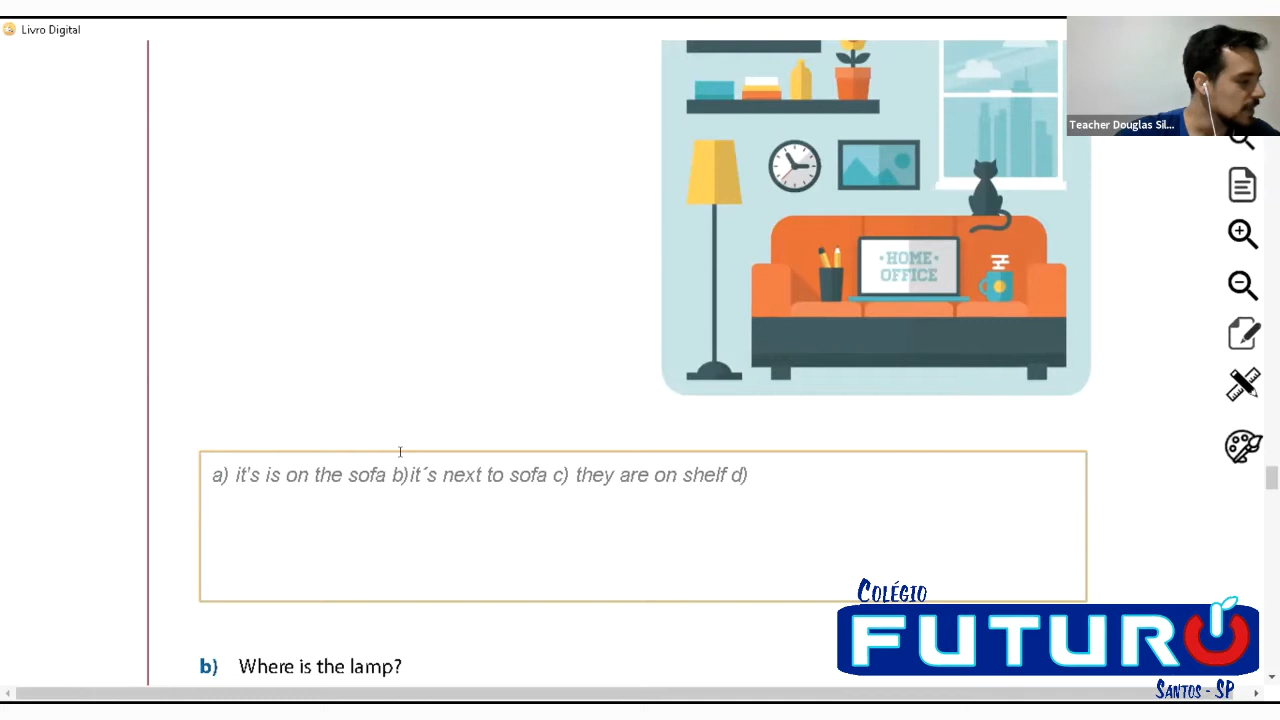 Livro Digital
Teacher Douglas Sil...
•HOME•
OFFICE
a) it's is on the sofa b)it´s next to sofa c) they are on shelf d)
b) Where is the lamp?
COLÉGIO
FUTURO
SANTOS - SP